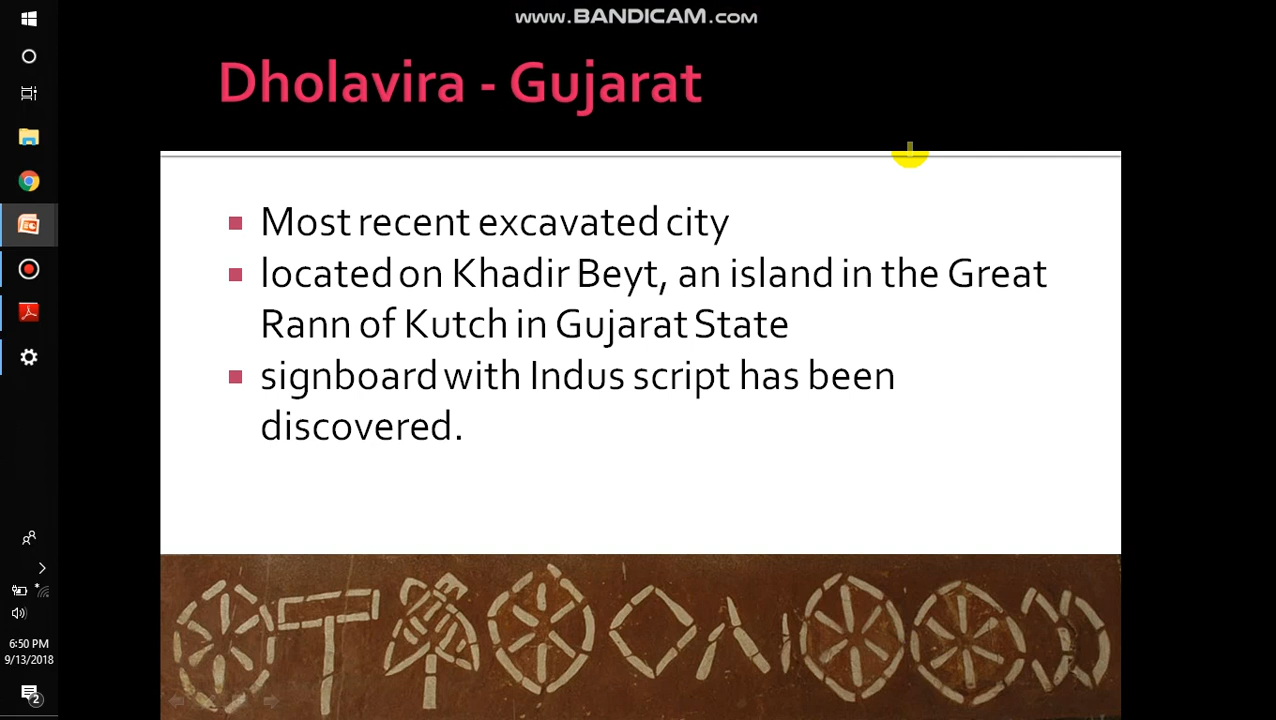 www.BANDICAM.com
Dholavira - Gujarat
Most recent excavated city
located on Khadir Beyt, an island in the Great
Rann of Kutch in Gujarat State
signboard with Indus script has been
discovered.
6:50 PM
9/13/2018
2